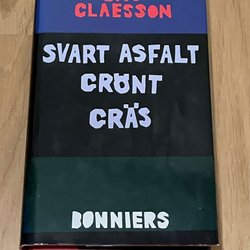 CLAESSON
SVART ASFALT
GRÖNT
GRÄS
BONNIERS